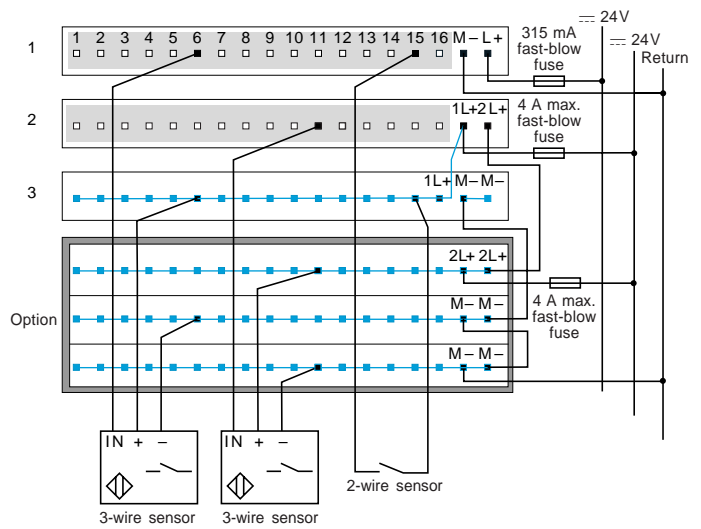 ⎓ 24V
⎓ 24V
Return
1
1 2 3 4 5 6 7 8 9 10 11 12 13 14 15 16 M– L+
315 mA
fast-blow
fuse
2
1L+ 2L+
4 A max.
fast-blow
fuse
3
1L+ M– M–
Option
2L+ 2L+
4 A max.
fast-blow
fuse
M– M–
M– M–
IN + –
IN + –
3-wire sensor
3-wire sensor
2-wire sensor